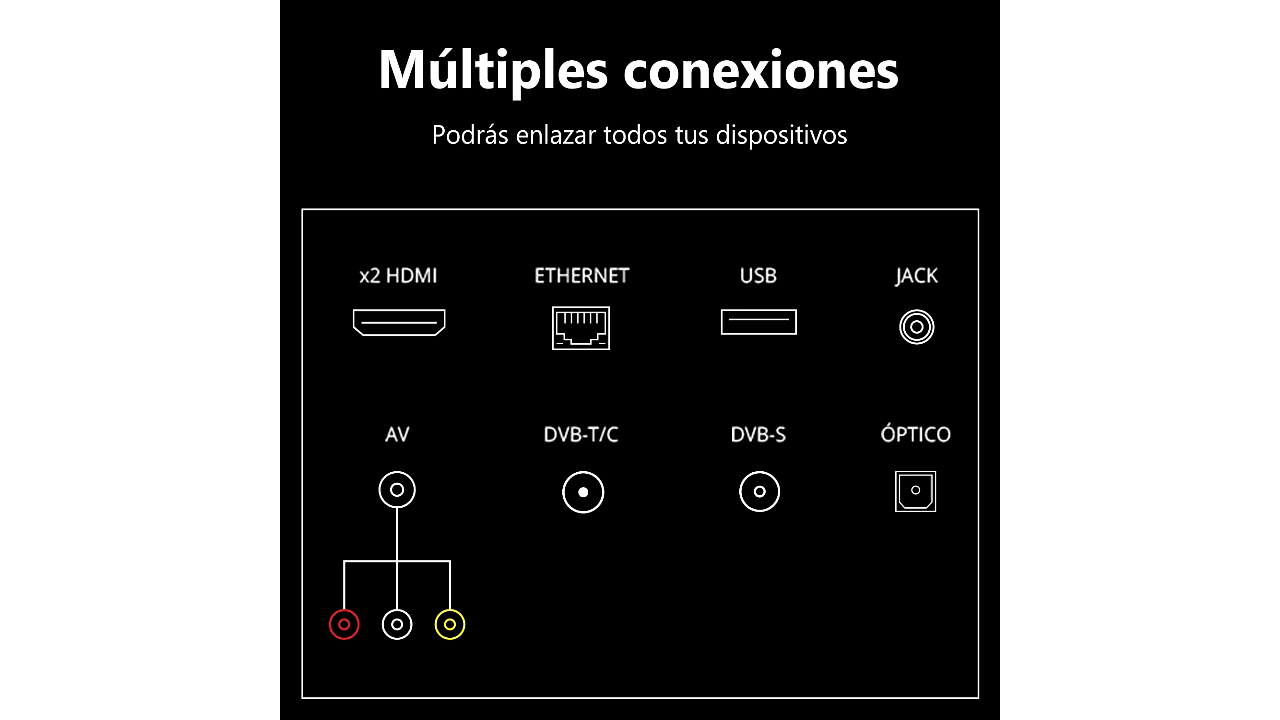 Múltiples conexiones
Podrás enlazar todos tus dispositivos
x2 HDMI
ETHERNET
USB
JACK
AV
DVB-T/C
DVB-S
ÓPTICO